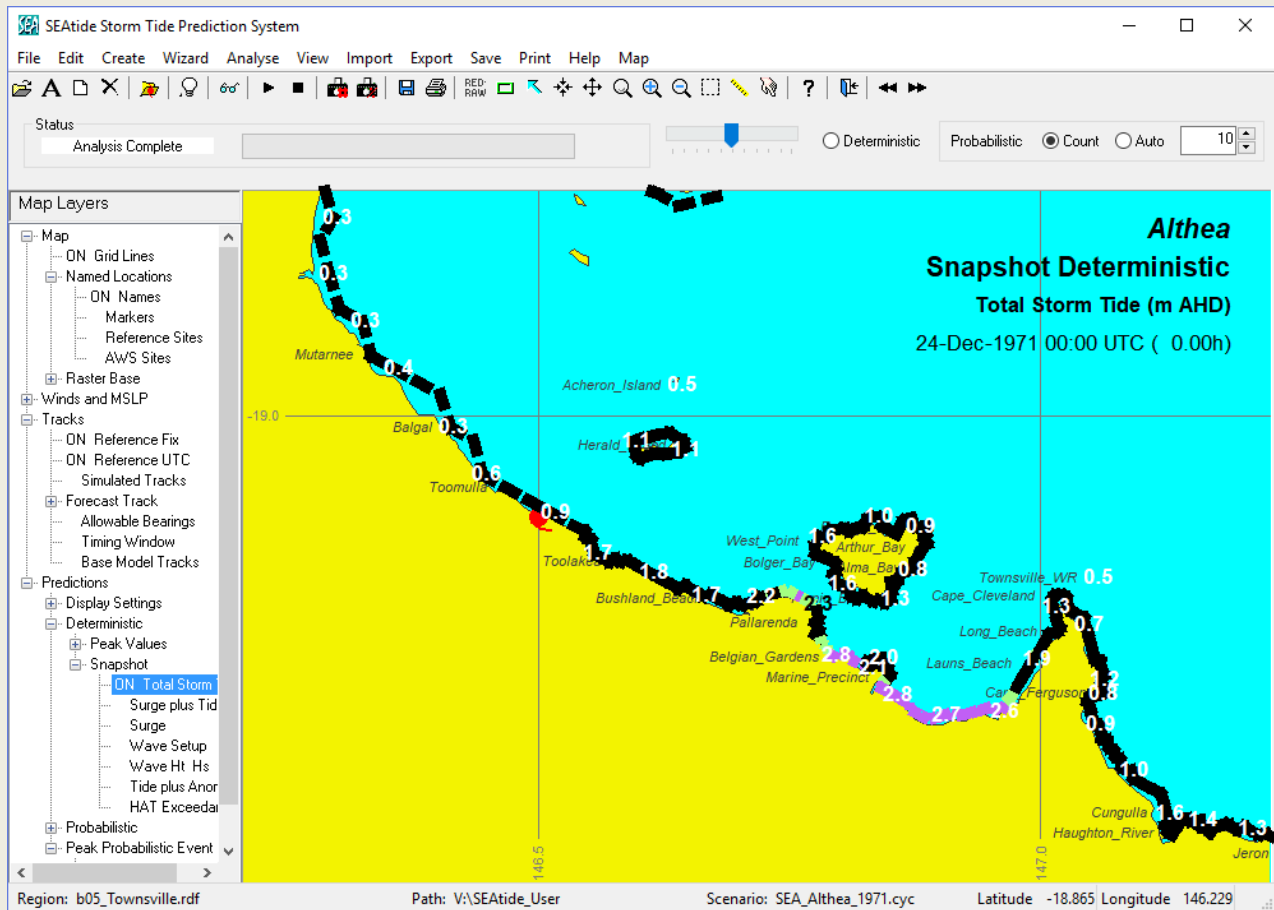 SEAtide Storm Tide Prediction System
File Edit Create Wizard Analyse View Import Export Save Print Help Map
RED-
RAW
Status
Analysis Complete
Deterministic
Probabilistic
Count
Auto
10
Map Layers
Map
ON Grid Lines
Named Locations
ON Names
Markers
Reference Sites
AWS Sites
Raster Base
Winds and MSLP
Tracks
ON Reference Fix
ON Reference UTC
Simulated Tracks
Forecast Track
Allowable Bearings
Timing Window
Base Model Tracks
Predictions
Display Settings
Deterministic
Peak Values
Snapshot
ON Total Storm
Surge plus Tid
Surge
Wave Setup
Wave Ht Hs
Tide plus Anor
HAT Exceedar
Probabilistic
Peak Probabilistic Event
Althea
Snapshot Deterministic
Total Storm Tide (m AHD)
24-Dec-1971 00:00 UTC ( 0.00h)
0.3
0.3
0.3
Mutarnee
0.4
Acheron_Island 0.5
-19.0
Balgal 0.3
1.1
Herald_
1.1
0.6
Toomulla
0.9
1.0
0.9
1.6
West_Point
Arthur_Bay
Toolakea
1.7
Bolger_Bay
1.8
Alma_Bay
0.8
Townsville_WR 0.5
1.6
Bushland_Beach
1.7
2.2
2.3
1.3
Cape_Cleveland
1.3
Pallarenda
0.7
Long_Beach
Belgian_Gardens 2.8
2.0
2.1
Launs_Beach 1.9
Marine_Precinct
1.2
2.8
Cape_Ferguson
0.8
2.7
2.6
0.9
1.0
Cungulla
1.6
1.4
Haughton_River
1.3
Jeron
146.5
147.0
Region: b05_Townsville.rdf
Path: V:\SEAtide_User
Scenario: SEA_Althea_1971.cyc
Latitude -18.865 Longitude 146.229